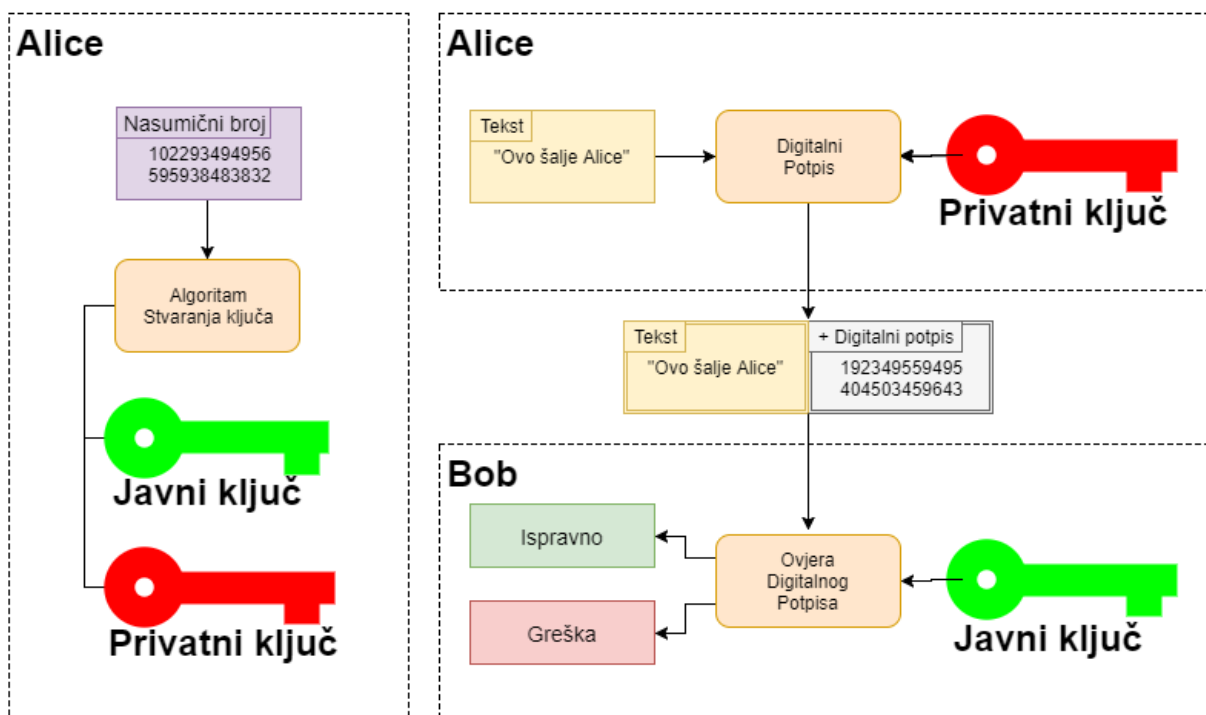 Alice
Nasumični broj
102293494956
595938483832
Algoritam
Stvaranja ključa
Javni ključ
Privatni ključ
Alice
Tekst
"Ovo šalje Alice"
Digitalni
Potpis
Privatni ključ
Tekst
"Ovo šalje Alice"
+ Digitalni potpis
192349559495
404503459643
Bob
Ispravno
Greška
Ovjera
Digitalnog
Potpisa
Javni ključ